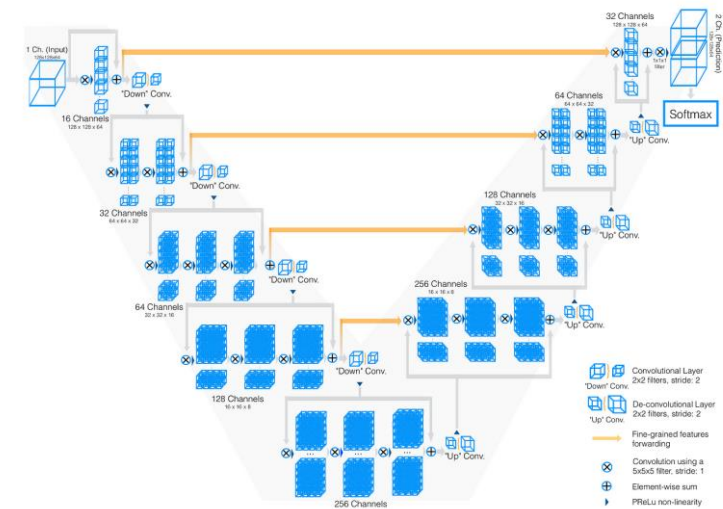 1 Ch. (Input)
128x128x64
"Down" Conv.
16 Channels
128 x 128 x 64
"Down" Conv.
32 Channels
64 x 64 x 32
"Down" Conv.
64 Channels
32 x 32 x 16
"Down" Conv.
128 Channels
16 x 16 x 8
256 Channels
"Up" Conv.
256 Channels
16 x 16 x 8
"Up" Conv.
128 Channels
32 x 32 x 16
"Up" Conv.
64 Channels
64 x 64 x 32
"Up" Conv.
32 Channels
128 x 128 x 64
1x1x1
filter
2 Ch. (Prediction)
128x128x64
Softmax
Convolutional Layer
2x2 filters, stride: 2
"Down" Conv.
De-convolutional Layer
2x2 filters, stride: 2
"Up" Conv.
Fine-grained features
forwarding
Convolution using a
5x5x5 filter, stride: 1
Element-wise sum
PReLu non-linearity